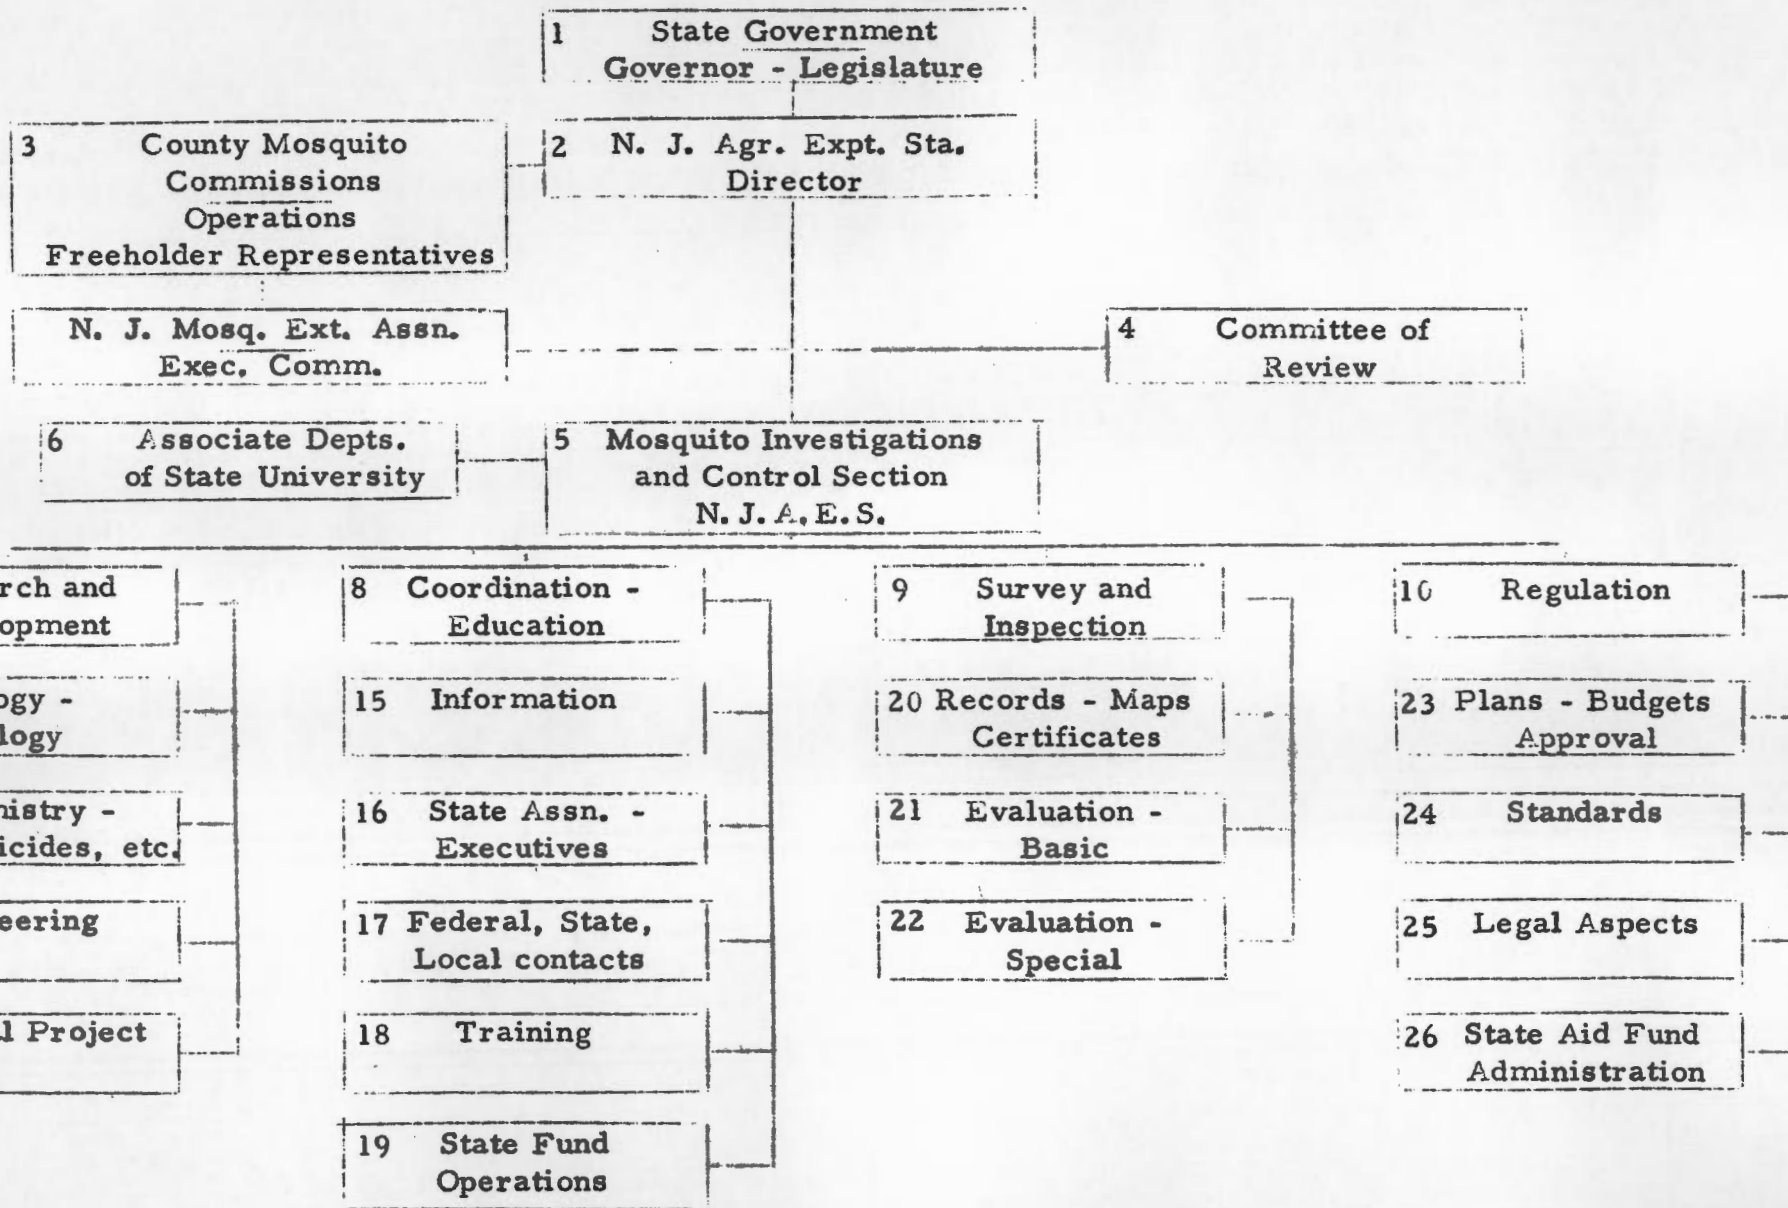 1 State Government
Governor - Legislature
3 County Mosquito
Commissions
Operations
Freeholder Representatives
2 N. J. Agr. Expt. Sta.
Director
N. J. Mosq. Ext. Assn.
Exec. Comm.
4 Committee of
Review
6 Associate Depts.
of State University
5 Mosquito Investigations
and Control Section
N. J. A. E. S.
rch and
opment
ogy -
logy
nistry -
icides, etc.
eering
l Project
8 Coordination -
Education
15 Information
16 State Assn. -
Executives
17 Federal, State,
Local contacts
18 Training
19 State Fund
Operations
9 Survey and
Inspection
20 Records - Maps
Certificates
21 Evaluation -
Basic
22 Evaluation -
Special
10 Regulation
23 Plans - Budgets
Approval
24 Standards
25 Legal Aspects
26 State Aid Fund
Administration